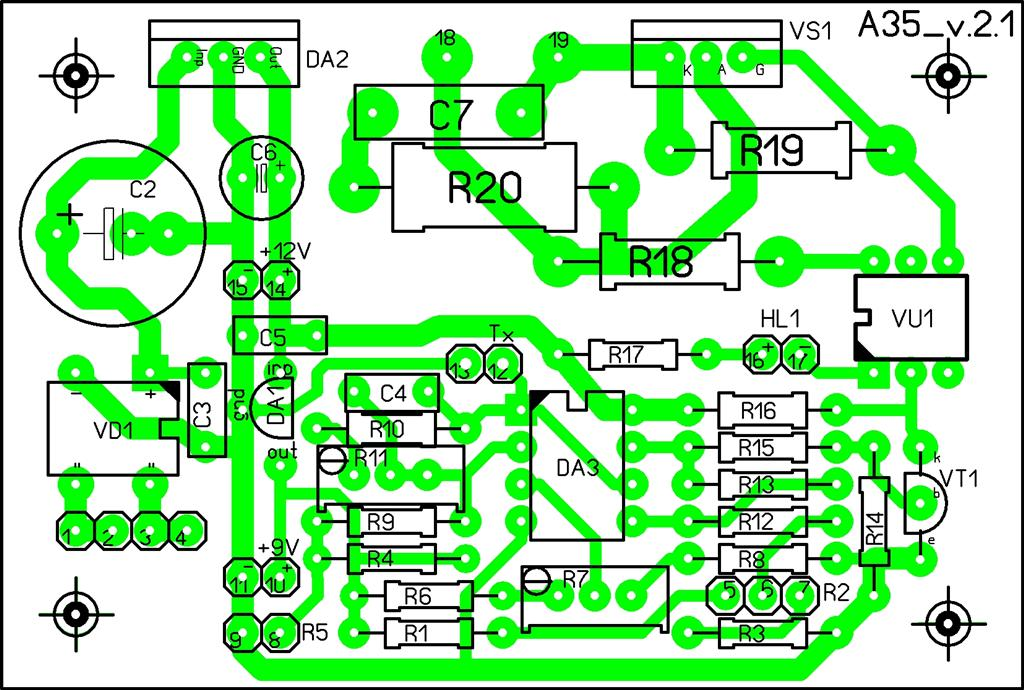 A35_v.2.1
18
19
VS1
Inp
GND
Out
DA2
K
A
G
C7
R19
C6
+
R20
C2
+
+12V
-
+
15
14
R18
HL1
VU1
C5
Tx
13
12
R17
+
-
16
17
in
gnd
DA1
C3
C4
-
+
VD1
R10
R16
R11
out
DA3
R15
k
VT1
R13
b
R9
R12
R14
e
1
2
3
4
R4
R8
+9V
-
+
11
10
R7
R6
5
6
7
R2
9
8
R5
R1
R3